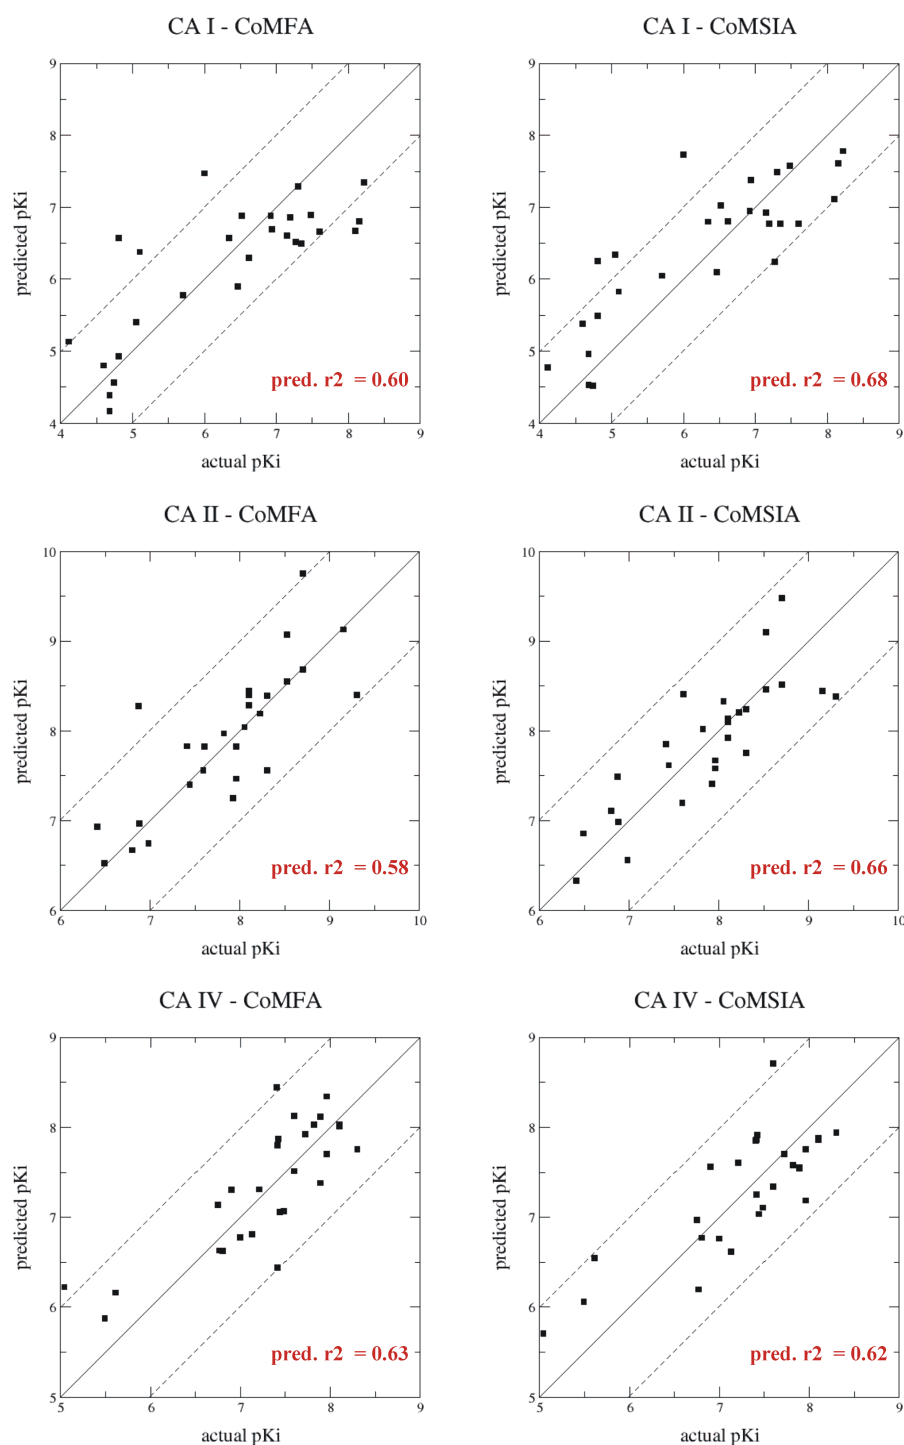 CA I - CoMFA
9
8
7
6
5
4
predicted pKi
pred. r2 = 0.60
4 5 6 7 8 9
actual pKi
CA I - CoMSIA
9
8
7
6
5
4
predicted pKi
pred. r2 = 0.68
4 5 6 7 8 9
actual pKi
CA II - CoMFA
10
9
8
7
6
predicted pKi
pred. r2 = 0.58
6 7 8 9 10
actual pKi
CA II - CoMSIA
10
9
8
7
6
predicted pKi
pred. r2 = 0.66
6 7 8 9 10
actual pKi
CA IV - CoMFA
9
8
7
6
5
predicted pKi
pred. r2 = 0.63
5 6 7 8 9
actual pKi
CA IV - CoMSIA
9
8
7
6
5
predicted pKi
pred. r2 = 0.62
5 6 7 8 9
actual pKi